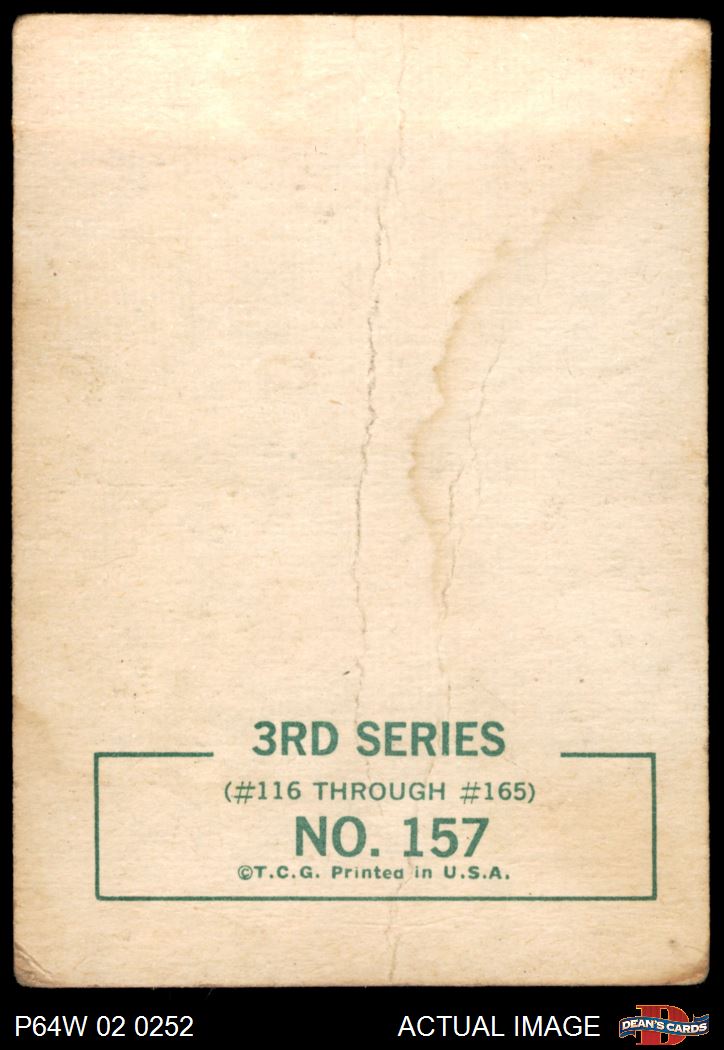 3RD SERIES
(#116 THROUGH #165)
NO. 157
©T.C.G. Printed in U.S.A.
P64W 02 0252
ACTUAL IMAGE
D
DEAN'S CARDS